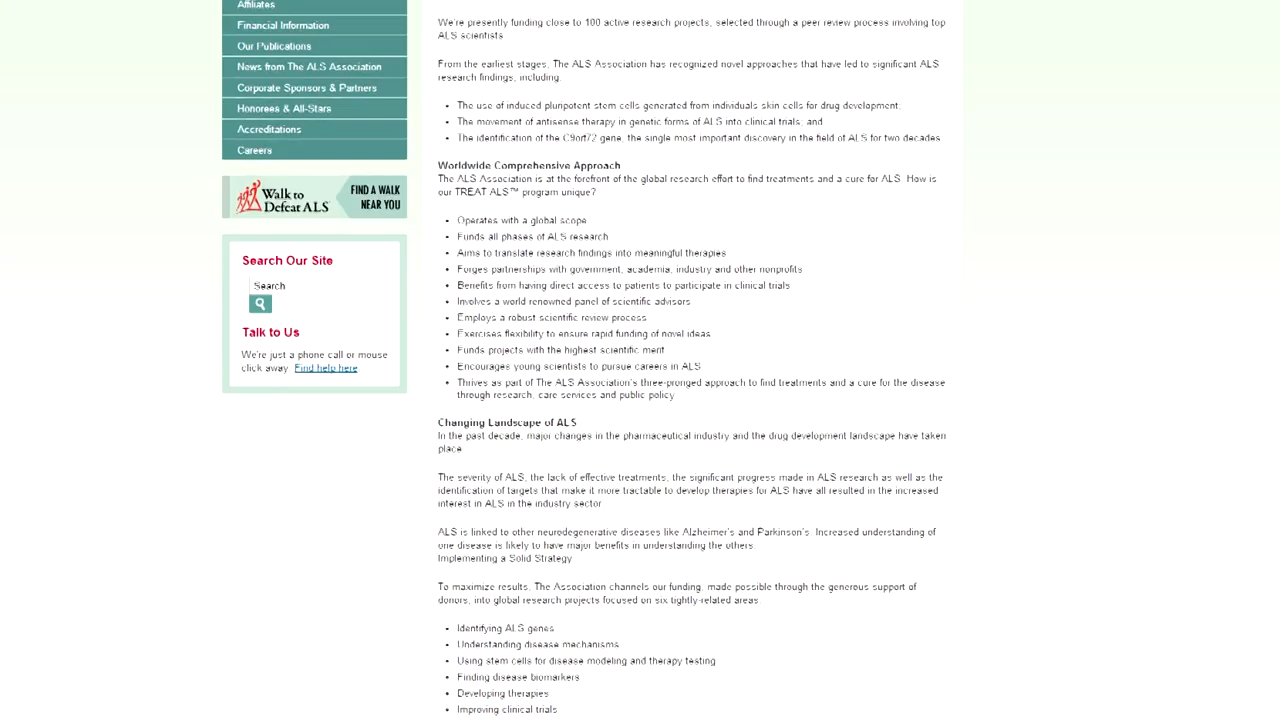 Affiliates
Financial Information
Our Publications
News from The ALS Association
Corporate Sponsors & Partners
Honorees & All-Stars
Accreditations
Careers
Walk to
Defeat ALS
FIND A WALK
NEAR YOU
Search Our Site
Search
Talk to Us
We're just a phone call or mouse
click away. Find help here
We're presently funding close to 100 active research projects, selected through a peer review process involving top
ALS scientists.
From the earliest stages, The ALS Association has recognized novel approaches that have led to significant ALS
research findings, including:
• The use of induced pluripotent stem cells generated from individuals skin cells for drug development;
• The movement of antisense therapy in genetic forms of ALS into clinical trials; and
• The identification of the C9orf72 gene, the single most important discovery in the field of ALS for two decades.
Worldwide Comprehensive Approach
The ALS Association is at the forefront of the global research effort to find treatments and a cure for ALS. How is
our TREAT ALS™ program unique?
• Operates with a global scope
• Funds all phases of ALS research
• Aims to translate research findings into meaningful therapies
• Forges partnerships with government, academia, industry and other nonprofits
• Benefits from having direct access to patients to participate in clinical trials
• Involves a world renowned panel of scientific advisors
• Employs a robust scientific review process
• Exercises flexibility to ensure rapid funding of novel ideas
• Funds projects with the highest scientific merit
• Encourages young scientists to pursue careers in ALS
• Thrives as part of The ALS Association's three-pronged approach to find treatments and a cure for the disease
through research, care services and public policy
Changing Landscape of ALS
In the past decade, major changes in the pharmaceutical industry and the drug development landscape have taken
place.
The severity of ALS, the lack of effective treatments, the significant progress made in ALS research as well as the
identification of targets that make it more tractable to develop therapies for ALS have all resulted in the increased
interest in ALS in the industry sector.
ALS is linked to other neurodegenerative diseases like Alzheimer's and Parkinson's. Increased understanding of
one disease is likely to have major benefits in understanding the others.
Implementing a Solid Strategy
To maximize results, The Association channels our funding, made possible through the generous support of
donors, into global research projects focused on six tightly-related areas:
• Identifying ALS genes
• Understanding disease mechanisms
• Using stem cells for disease modeling and therapy testing
• Finding disease biomarkers
• Developing therapies
• Improving clinical trials